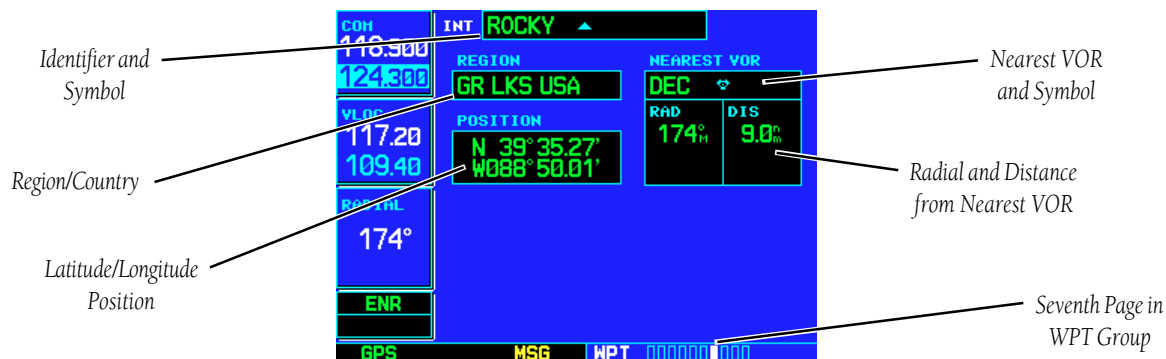 COM
118.900
124.300
VLOC
117.20
109.40
RADIAL
174°
ENR
GPS
MSG
WPT
INT
ROCKY
REGION
GR LKS USA
POSITION
N 39°35.27'
W088°50.01'
NEAREST VOR
DEC
RAD
DIS
174°M
9.0nm
Identifier and
Symbol
Region/Country
Latitude/Longitude
Position
Nearest VOR
and Symbol
Radial and Distance
from Nearest VOR
Seventh Page in
WPT Group